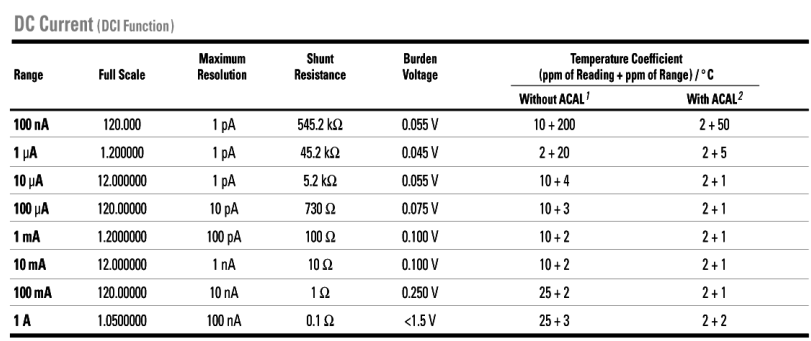 DC Current (DCI Function)
Maximum Shunt Burden Temperature Coefficient
Range Full Scale Resolution Resistance Voltage (ppm of Reading + ppm of Range) / °C
Without ACAL1 With ACAL2
100 nA 120.000 1 pA 545.2 kΩ 0.055 V 10 + 200 2 + 50
1 µA 1.200000 1 pA 45.2 kΩ 0.045 V 2 + 20 2 + 5
10 µA 12.000000 1 pA 5.2 kΩ 0.055 V 10 + 4 2 + 1
100 µA 120.00000 10 pA 730 Ω 0.075 V 10 + 3 2 + 1
1 mA 1.2000000 100 pA 100 Ω 0.100 V 10 + 2 2 + 1
10 mA 12.000000 1 nA 10 Ω 0.100 V 10 + 2 2 + 1
100 mA 120.00000 10 nA 1 Ω 0.250 V 25 + 2 2 + 1
1 A 1.0500000 100 nA 0.1 Ω <1.5 V 25 + 3 2 + 2